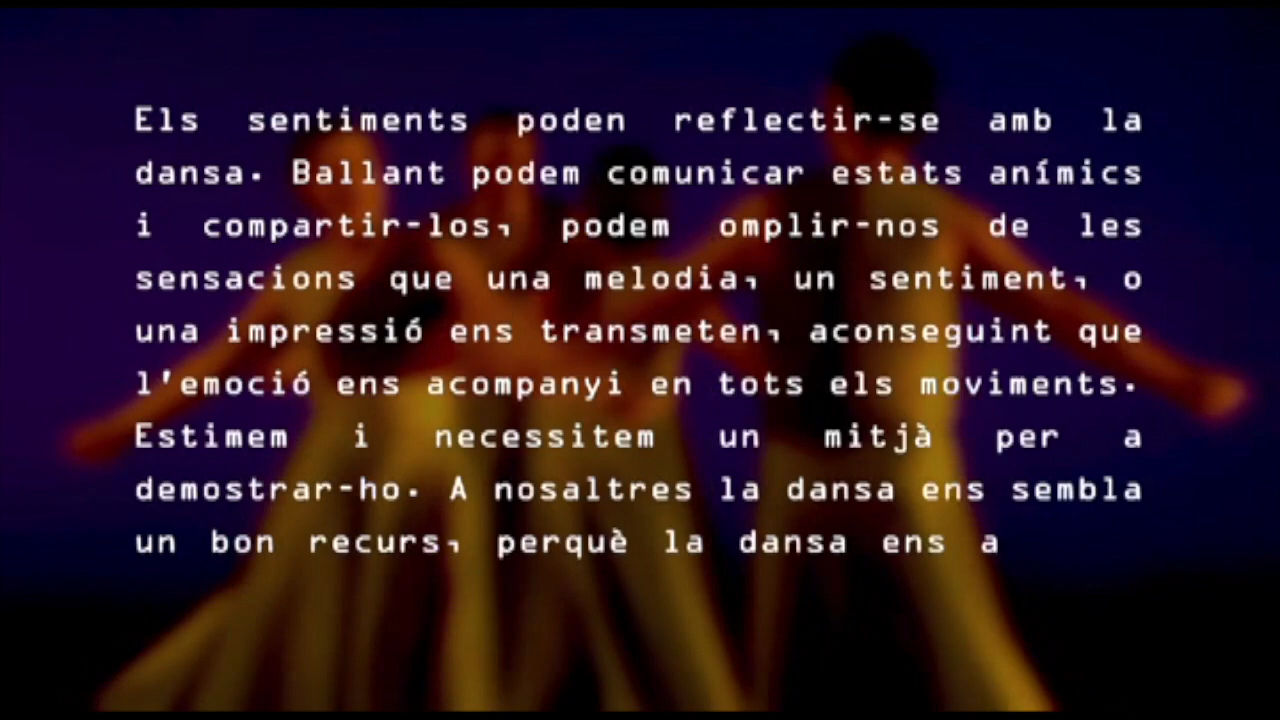 Els sentiments poden reflectir-se amb la
dansa. Ballant podem comunicar estats anímics
i compartir-los, podem omplir-nos de les
sensacions que una melodia, un sentiment, o
una impressió ens transmeten, aconseguint que
l'emoció ens acompanyi en tots els moviments.
Estimem i necessitem un mitjà per a
demostrar-ho. A nosaltres la dansa ens sembla
un bon recurs, perquè la dansa ens a